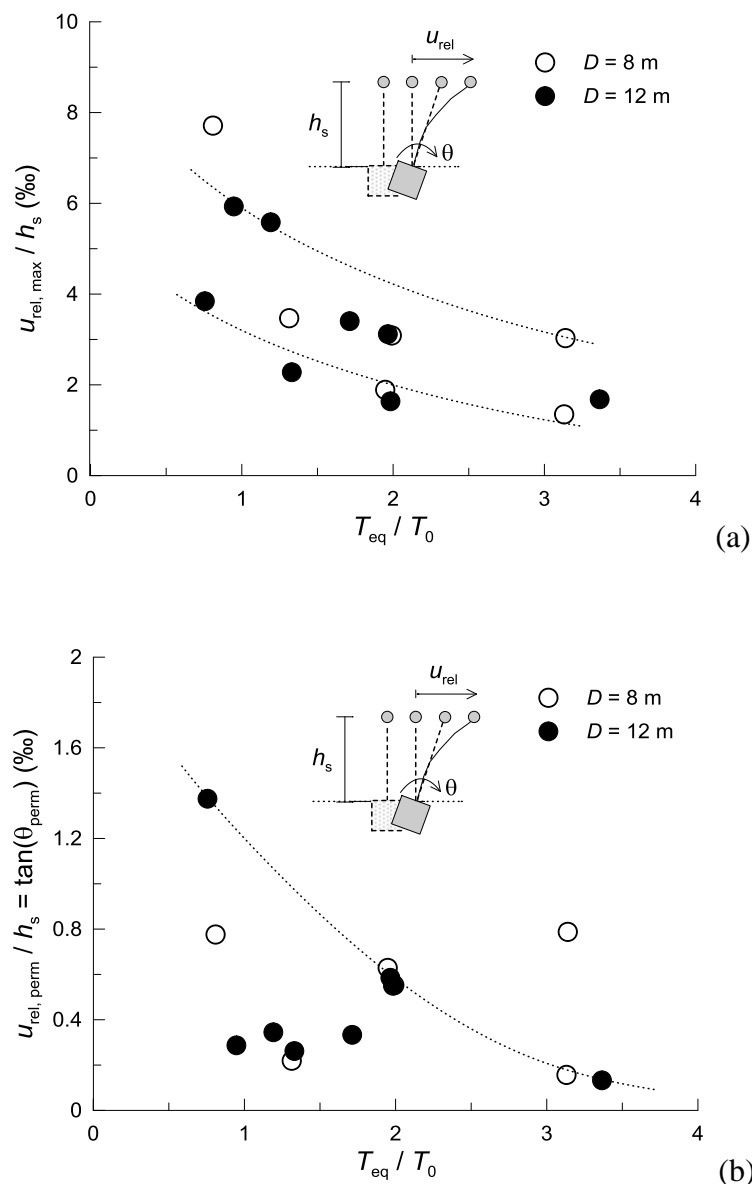 10
8
6
4
2
0
u_rel, max / h_s (‰)
u_rel
h_s
θ
D = 8 m
D = 12 m
0 1 2 3 4
T_eq / T_0
(a)
2
1.6
1.2
0.8
0.4
0
u_rel, perm / h_s = tan(θ_perm) (‰)
u_rel
h_s
θ
D = 8 m
D = 12 m
0 1 2 3 4
T_eq / T_0
(b)